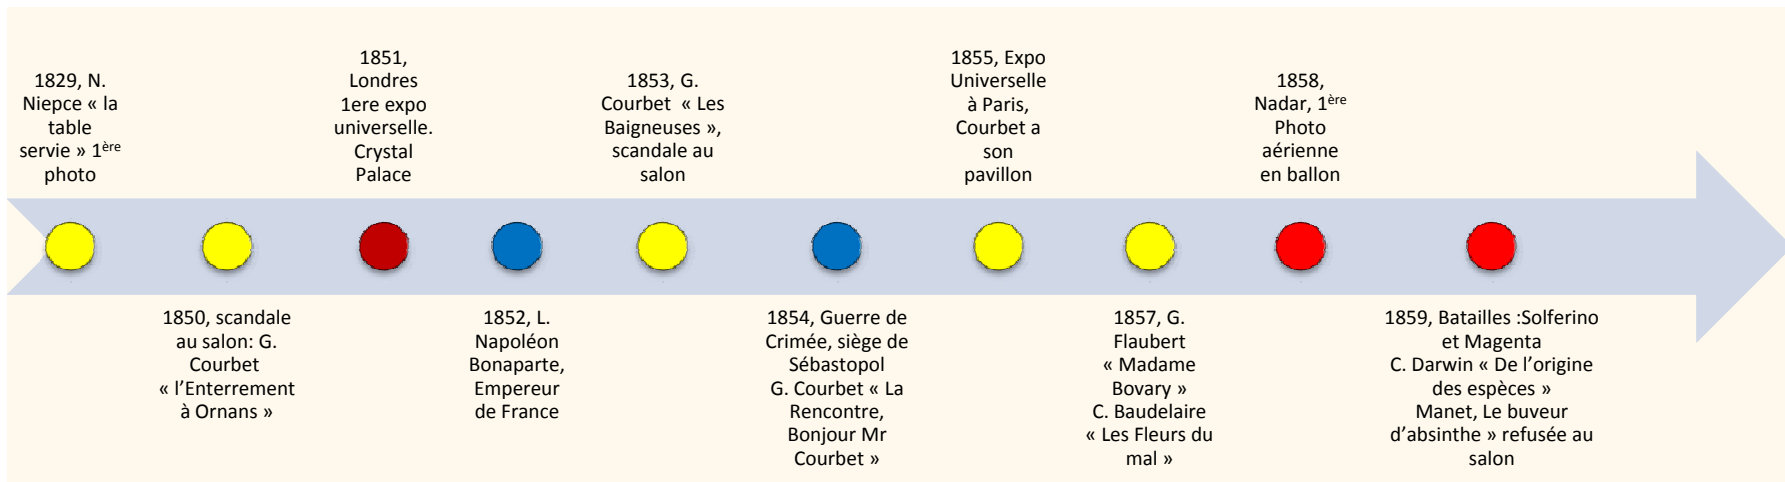 1829, N.
Niepce « la
table
servie » 1ère
photo
1850, scandale
au salon: G.
Courbet
« l’Enterrement
à Ornans »
1851,
Londres
1ere expo
universelle.
Crystal
Palace
1852, L.
Napoléon
Bonaparte,
Empereur
de France
1853, G.
Courbet « Les
Baigneuses »,
scandale au
salon
1854, Guerre de
Crimée, siège de
Sébastopol
G. Courbet « La
Rencontre,
Bonjour Mr
Courbet »
1855, Expo
Universelle
à Paris,
Courbet a
son
pavillon
1857, G.
Flaubert
« Madame
Bovary »
C. Baudelaire
« Les Fleurs du
mal »
1858,
Nadar, 1ère
Photo
aérienne
en ballon
1859, Batailles :Solferino
et Magenta
C. Darwin « De l’origine
des espèces »
Manet, Le buveur
d’absinthe » refusée au
salon